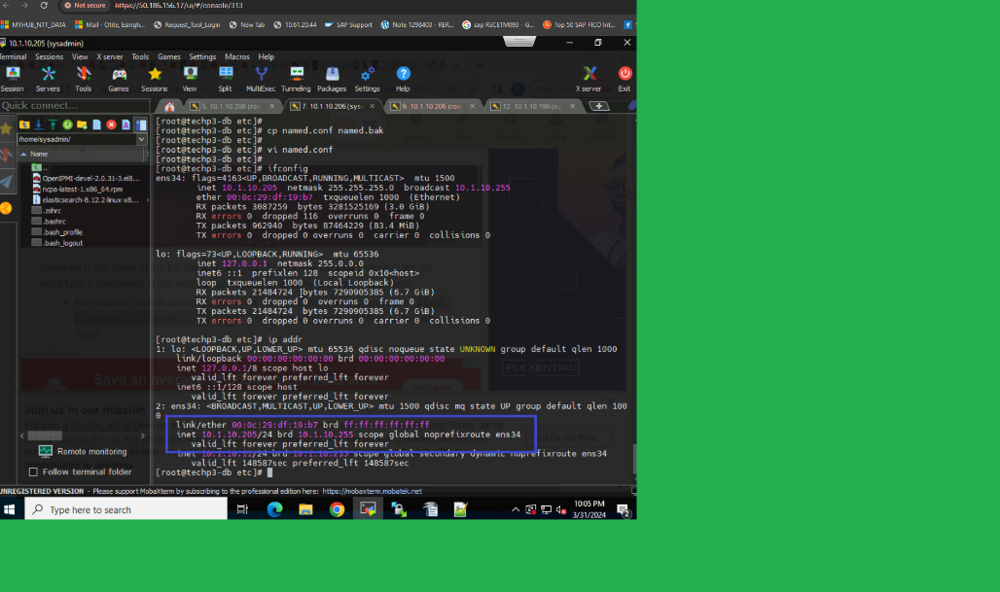 Not secure https://50.186.156.17/ui/#/console/313
MYHUB_NTT_DATA Mail - Otite, Esirigh... Request_Tool_Login New Tab 10.61.20.44 SAP Support Note 1298403 - RER... sap RECETM093 - G... Top 50 SAP FICO Int...
10.1.10.205 (sysadmin)
Terminal Sessions View X server Tools Games Settings Macros Help
Session Servers Tools Games Sessions View Split MultiExec Tunneling Packages Settings Help X server Exit
Quick connect... 5. 10.1.10.206 (roo 7. 10.1.10.205 (sys 9. 10.1.10.206 (roo 12. 10.1.10.195 (sy
/home/sysadmin/
Name
..
OpenIPMI-devel-2.0.31-3.el8...
ncpa-latest-1.x86_64.rpm
elasticsearch-8.12.2-linux-x8...
.zshrc
.bashrc
.bash_profile
.bash_logout
[root@techp3-db etc]#
[root@techp3-db etc]# cp named.conf named.bak
[root@techp3-db etc]#
[root@techp3-db etc]# vi named.conf
[root@techp3-db etc]#
[root@techp3-db etc]# ifconfig
ens34: flags=4163<UP,BROADCAST,RUNNING,MULTICAST> mtu 1500
inet 10.1.10.205 netmask 255.255.255.0 broadcast 10.1.10.255
ether 00:0c:29:df:19:b7 txqueuelen 1000 (Ethernet)
RX packets 3087259 bytes 3281525169 (3.0 GiB)
RX errors 0 dropped 116 overruns 0 frame 0
TX packets 962940 bytes 87464229 (83.4 MiB)
TX errors 0 dropped 0 overruns 0 carrier 0 collisions 0
lo: flags=73<UP,LOOPBACK,RUNNING> mtu 65536
inet 127.0.0.1 netmask 255.0.0.0
inet6 ::1 prefixlen 128 scopeid 0x10<host>
loop txqueuelen 1000 (Local Loopback)
RX packets 21484724 bytes 7290905385 (6.7 GiB)
RX errors 0 dropped 0 overruns 0 frame 0
TX packets 21484724 bytes 7290905385 (6.7 GiB)
TX errors 0 dropped 0 overruns 0 carrier 0 collisions 0
[root@techp3-db etc]# ip addr
1: lo: <LOOPBACK,UP,LOWER_UP> mtu 65536 qdisc noqueue state UNKNOWN group default qlen 1000
link/loopback 00:00:00:00:00:00 brd 00:00:00:00:00:00
inet 127.0.0.1/8 scope host lo
valid_lft forever preferred_lft forever
inet6 ::1/128 scope host
valid_lft forever preferred_lft forever
2: ens34: <BROADCAST,MULTICAST,UP,LOWER_UP> mtu 1500 qdisc mq state UP group default qlen 100
0
link/ether 00:0c:29:df:19:b7 brd ff:ff:ff:ff:ff:ff
inet 10.1.10.205/24 brd 10.1.10.255 scope global noprefixroute ens34
valid_lft forever preferred_lft forever
inet 10.1.10.11/24 brd 10.1.10.255 scope global secondary dynamic noprefixroute ens34
valid_lft 148587sec preferred_lft 148587sec
[root@techp3-db etc]#
Save an aver
FLEXENTIAL
Join us in our mission
Remote monitoring
Follow terminal folder
UNREGISTERED VERSION - Please support MobaXterm by subscribing to the professional edition here: https://mobaxterm.mobatek.net
Type here to search
10:05 PM
3/31/2024
2